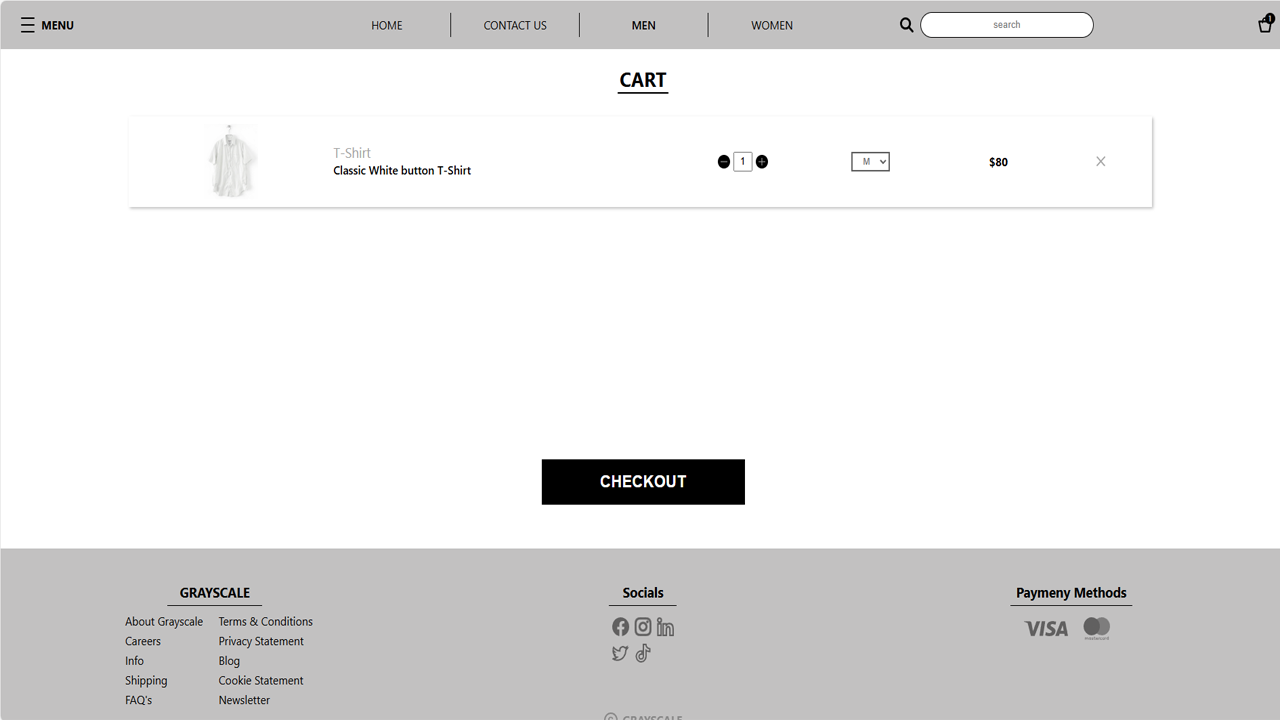 MENU
HOME
CONTACT US
MEN
WOMEN
search
1
CART
T-Shirt
Classic White button T-Shirt
1
M
$80
CHECKOUT
GRAYSCALE
About Grayscale
Careers
Info
Shipping
FAQ's
Terms & Conditions
Privacy Statement
Blog
Cookie Statement
Newsletter
Socials
Paymeny Methods
VISA
mastercard
© GRAYSCALE